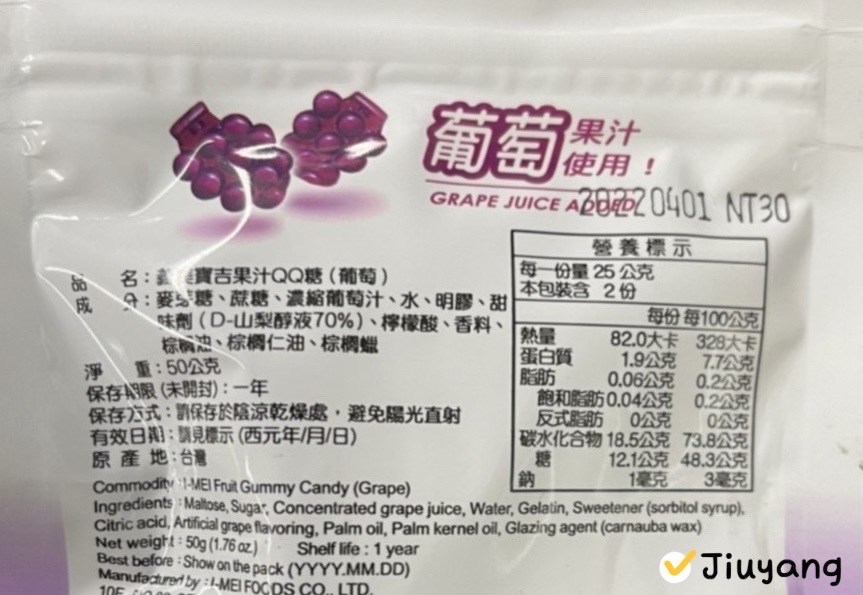 葡萄果汁
使用！
GRAPE JUICE ADDED
20220401 NT30
營養標示
每一份量 25 公克
本包裝含 2 份
每份 每100公克
熱量 82.0大卡 328大卡
蛋白質 1.9公克 7.7公克
脂肪 0.06公克 0.2公克
飽和脂肪 0.04公克 0.2公克
反式脂肪 0公克 0公克
碳水化合物 18.5公克 73.8公克
糖 12.1公克 48.3公克
鈉 1毫克 3毫克
品名：寶吉果汁QQ糖（葡萄）
成分：麥芽糖、蔗糖、濃縮葡萄汁、水、明膠、甜
味劑（D-山梨醇液70%）、檸檬酸、香料、
棕櫚油、棕櫚仁油、棕櫚蠟
淨重：50公克
保存期限（未開封）：一年
保存方式：請保存於陰涼乾燥處，避免陽光直射
有效日期：請見標示（西元年/月/日）
原產地：台灣
Commodity：I-MEI Fruit Gummy Candy (Grape)
Ingredients：Maltose, Sugar, Concentrated grape juice, Water, Gelatin, Sweetener (sorbitol syrup),
Citric acid, Artificial grape flavoring, Palm oil, Palm kernel oil, Glazing agent (carnauba wax)
Net weight：50g (1.76 oz.) Shelf life：1 year
Best before：Show on the pack (YYYY.MM.DD)
Manufactured by：I-MEI FOODS CO., LTD.
10F
Jiuyang